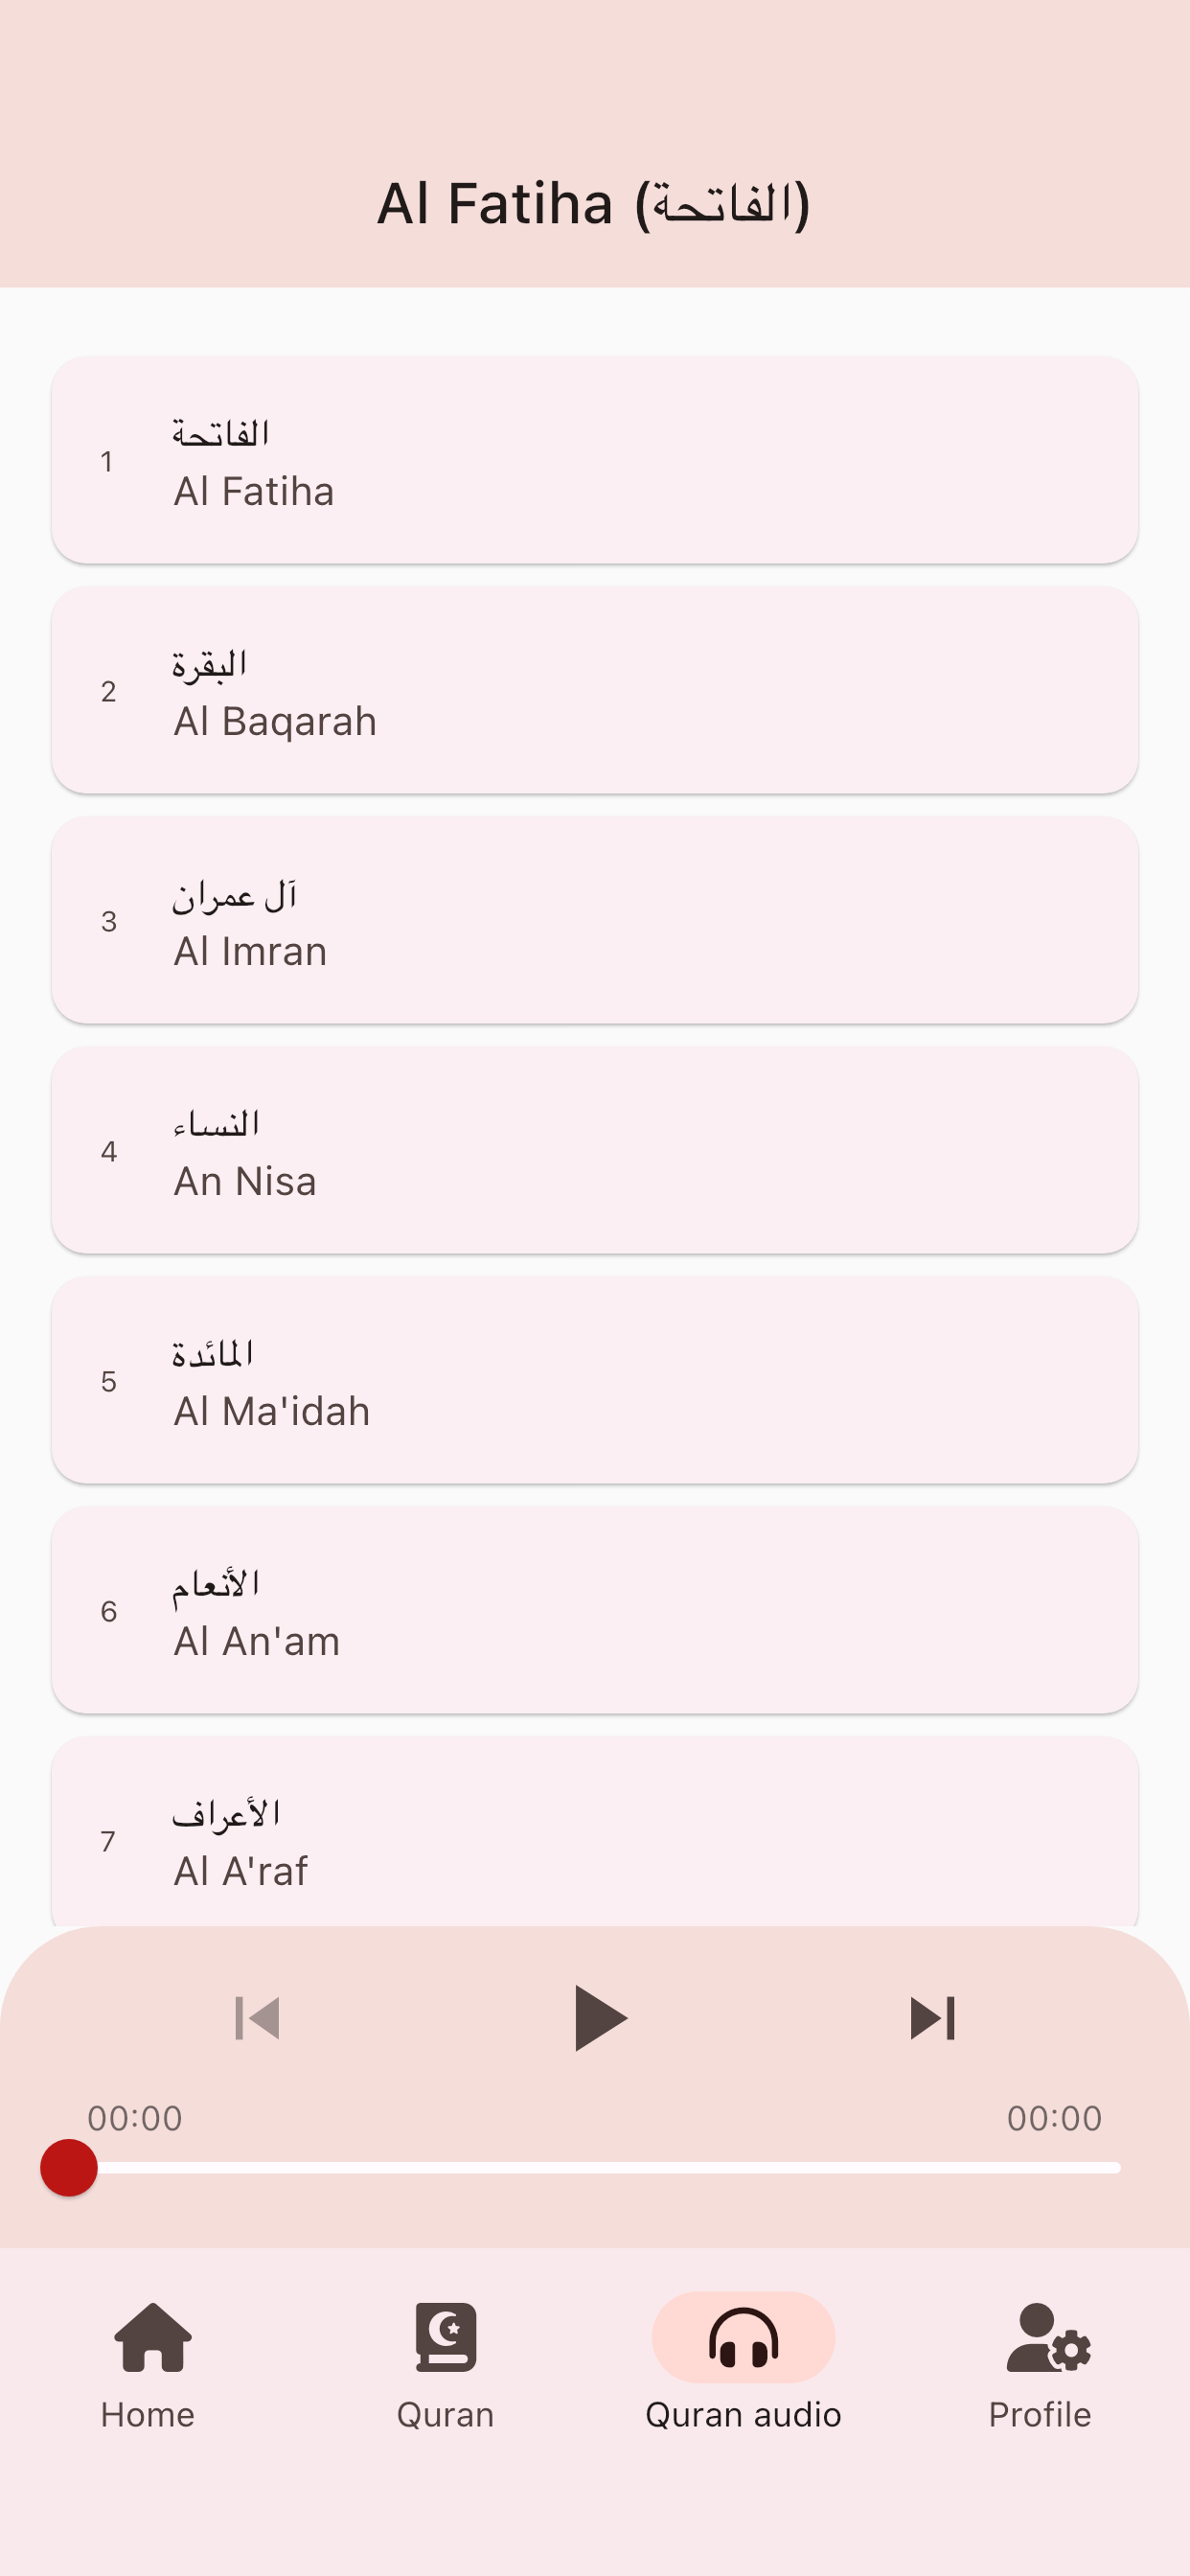 Al Fatiha (الفاتحة)
1
الفاتحة
Al Fatiha
2
البقرة
Al Baqarah
3
آل عمران
Al Imran
4
النساء
An Nisa
5
المائدة
Al Ma'idah
6
الأنعام
Al An'am
7
الأعراف
Al A'raf
00:00 00:00
Home Quran Quran audio Profile